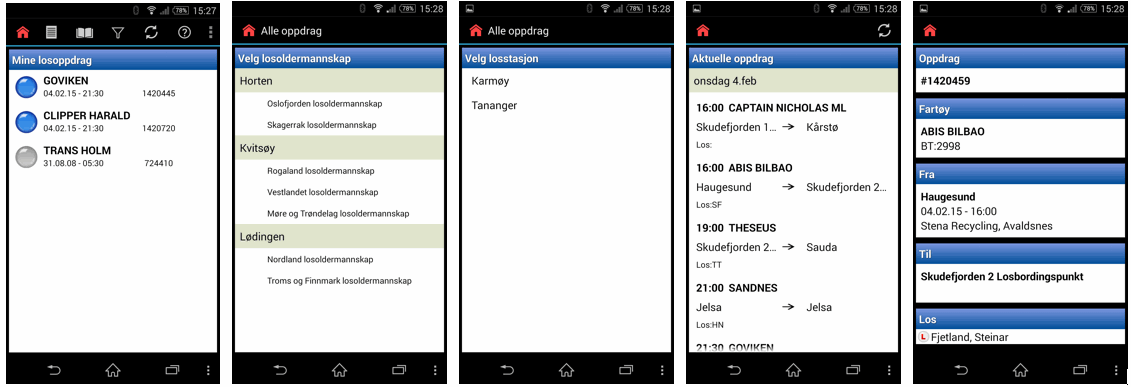 78% 15:27
Mine losoppdrag
GOVIKEN
04.02.15 - 21:30 1420445
CLIPPER HARALD
04.02.15 - 21:30 1420720
TRANS HOLM
31.08.08 - 05:30 724410
78% 15:28
Alle oppdrag
Velg losoldermannskap
Horten
Oslofjorden losoldermannskap
Skagerrak losoldermannskap
Kvitsøy
Rogaland losoldermannskap
Vestlandet losoldermannskap
Møre og Trøndelag losoldermannskap
Lødingen
Nordland losoldermannskap
Troms og Finnmark losoldermannskap
78% 15:28
Alle oppdrag
Velg losstasjon
Karmøy
Tananger
78% 15:28
Aktuelle oppdrag
onsdag 4.feb
16:00 CAPTAIN NICHOLAS ML
Skudefjorden 1... → Kårstø
Los:
16:00 ABIS BILBAO
Haugesund → Skudefjorden 2...
Los:SF
19:00 THESEUS
Skudefjorden 2... → Sauda
Los:TT
21:00 SANDNES
Jelsa → Jelsa
Los:HN
21:30 GOVIKEN
78% 15:28
Oppdrag
#1420459
Fartøy
ABIS BILBAO
BT:2998
Fra
Haugesund
04.02.15 - 16:00
Stena Recycling, Avaldsnes
Til
Skudefjorden 2 Losbordingspunkt
Los
L Fjetland, Steinar